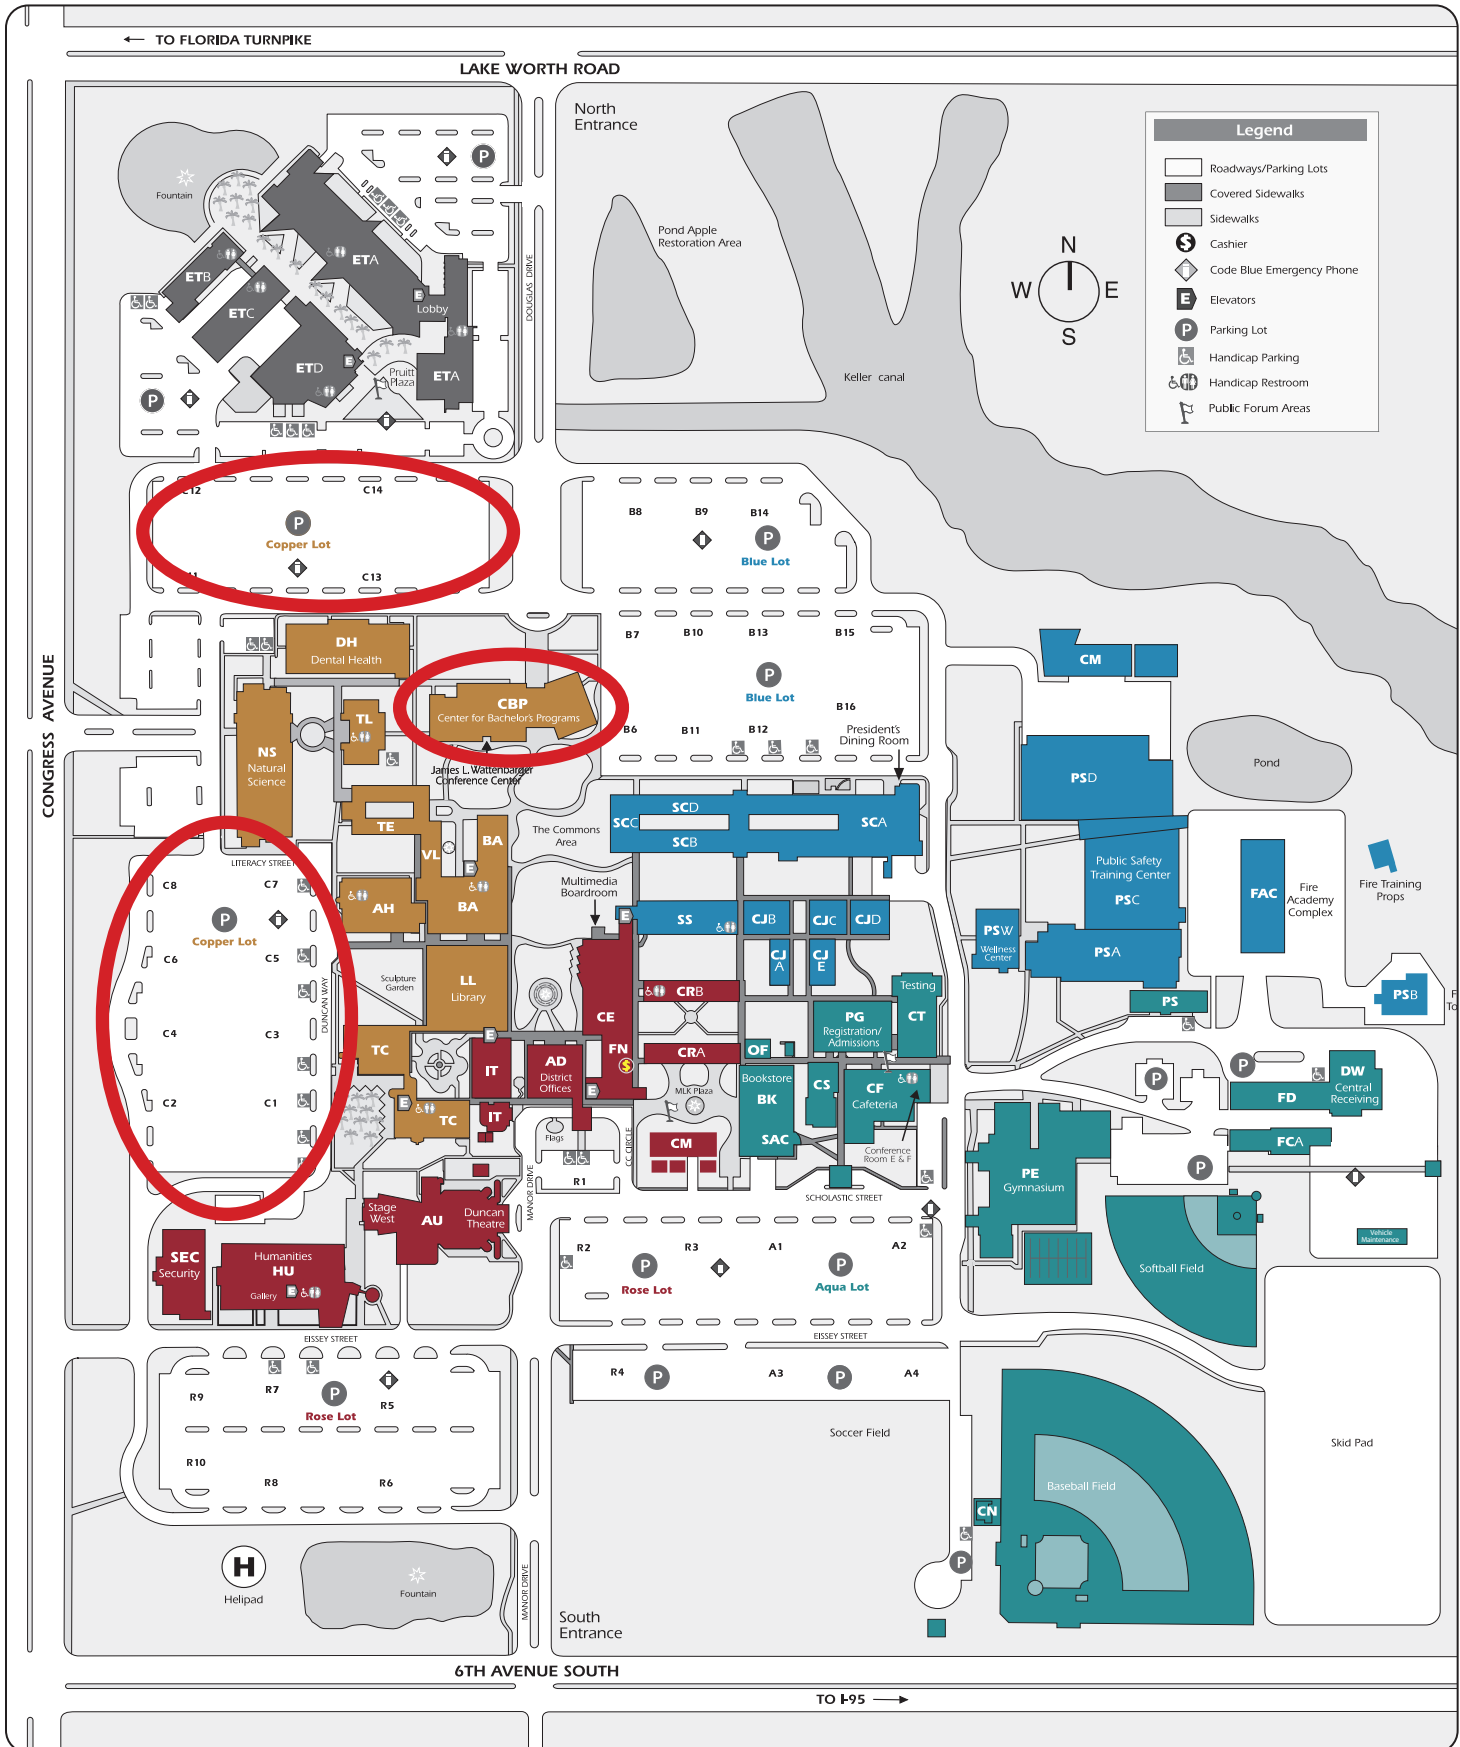 ← TO FLORIDA TURNPIKE
LAKE WORTH ROAD
North
Entrance
Legend
Roadways/Parking Lots
Covered Sidewalks
Sidewalks
$ Cashier
Code Blue Emergency Phone
E Elevators
P Parking Lot
Handicap Parking
Handicap Restroom
Public Forum Areas
N
W E
S
Fountain
P
Pond Apple
Restoration Area
DOUGLAS DRIVE
ETA
ETB
ETC
E
Lobby
ETD
E
ETA
Pruitt
Plaza
Keller canal
P
C12
C14
P
Copper Lot
C13
B8
B9
B14
P
Blue Lot
CONGRESS AVENUE
DH
Dental Health
B7
B10
B13
B15
P
Blue Lot
B16
B6
B11
B12
CM
CBP
Center for Bachelor's Programs
James L. Wattenbarger
Conference Center
TL
NS
Natural
Science
President's
Dining Room
Pond
PSD
SCD
SCC
SCA
SCB
TE
VL
BA
E
BA
The Commons
Area
Multimedia
Boardroom
LITERACY STREET
C8
C7
P
Copper Lot
C6
C5
C4
C3
C2
C1
DUNCAN WAY
AH
Sculpture
Garden
LL
Library
E
SS
CJB
CJC
CJD
CJ
A
CJ
E
Public Safety
Training Center
PSC
PSW
Wellness
Center
PSA
FAC
Fire
Academy
Complex
Fire Training
Props
PSB
F
To
PS
CRB
CE
FN
$
E
CRA
Testing
CT
PG
Registration/
Admissions
OF
TC
E
E
TC
IT
IT
AD
District
Offices
MLK Plaza
Bookstore
BK
SAC
CS
CF
Cafeteria
Conference
Room E & F
P
P
DW
Central
Receiving
FD
FCA
P
Flags
CC CIRCLE
R1
CM
MANOR DRIVE
SCHOLASTIC STREET
PE
Gymnasium
Stage
West
AU
Duncan
Theatre
SEC
Security
Humanities
HU
Gallery
E
R2
R3
A1
A2
P
Rose Lot
P
Aqua Lot
Vehicle
Maintenance
Softball Field
EISSEY STREET
EISSEY STREET
R4
P
A3
P
A4
R9
R7
P
Rose Lot
R5
R10
R8
R6
Soccer Field
Skid Pad
Baseball Field
CN
P
H
Helipad
Fountain
MANOR DRIVE
South
Entrance
6TH AVENUE SOUTH
TO I-95 →